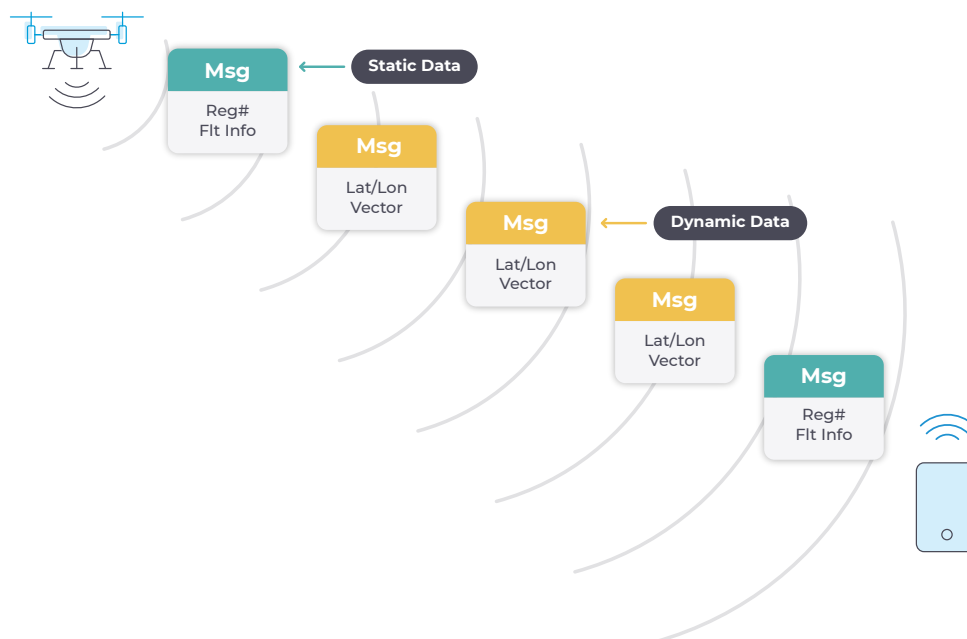 Msg
Reg#
Flt Info
Static Data
Msg
Lat/Lon
Vector
Msg
Lat/Lon
Vector
Dynamic Data
Msg
Lat/Lon
Vector
Msg
Reg#
Flt Info